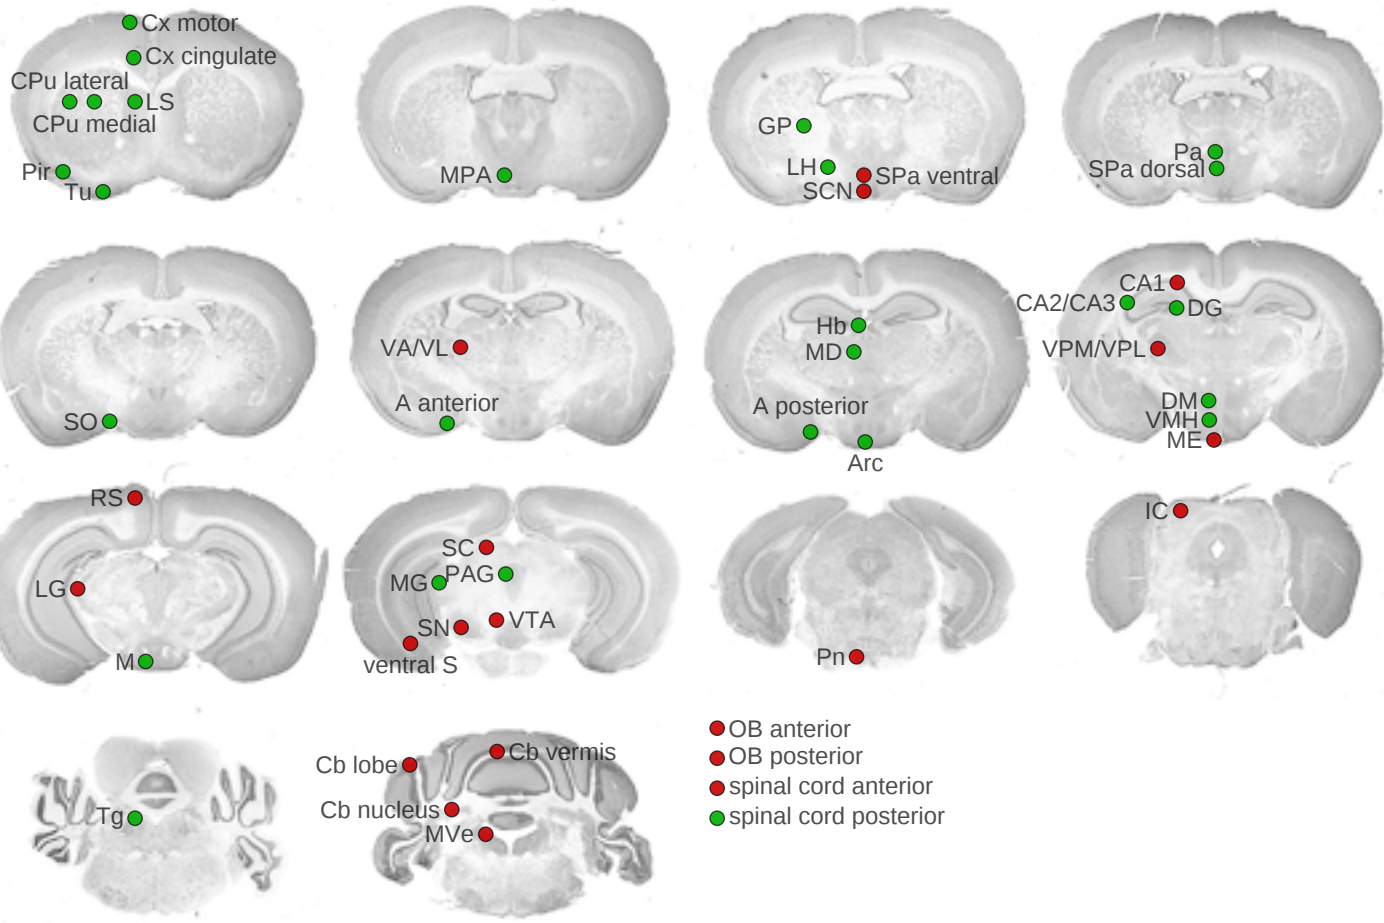 Cx motor
Cx cingulate
CPu lateral
LS
CPu medial
Pir
Tu
MPA
GP
LH
SPa ventral
SCN
Pa
SPa dorsal
SO
VA/VL
A anterior
Hb
MD
A posterior
Arc
CA1
CA2/CA3
DG
VPM/VPL
DM
VMH
ME
RS
LG
M
SC
MG
PAG
SN
VTA
ventral S
Pn
IC
Tg
Cb lobe
Cb vermis
Cb nucleus
MVe
OB anterior
OB posterior
spinal cord anterior
spinal cord posterior